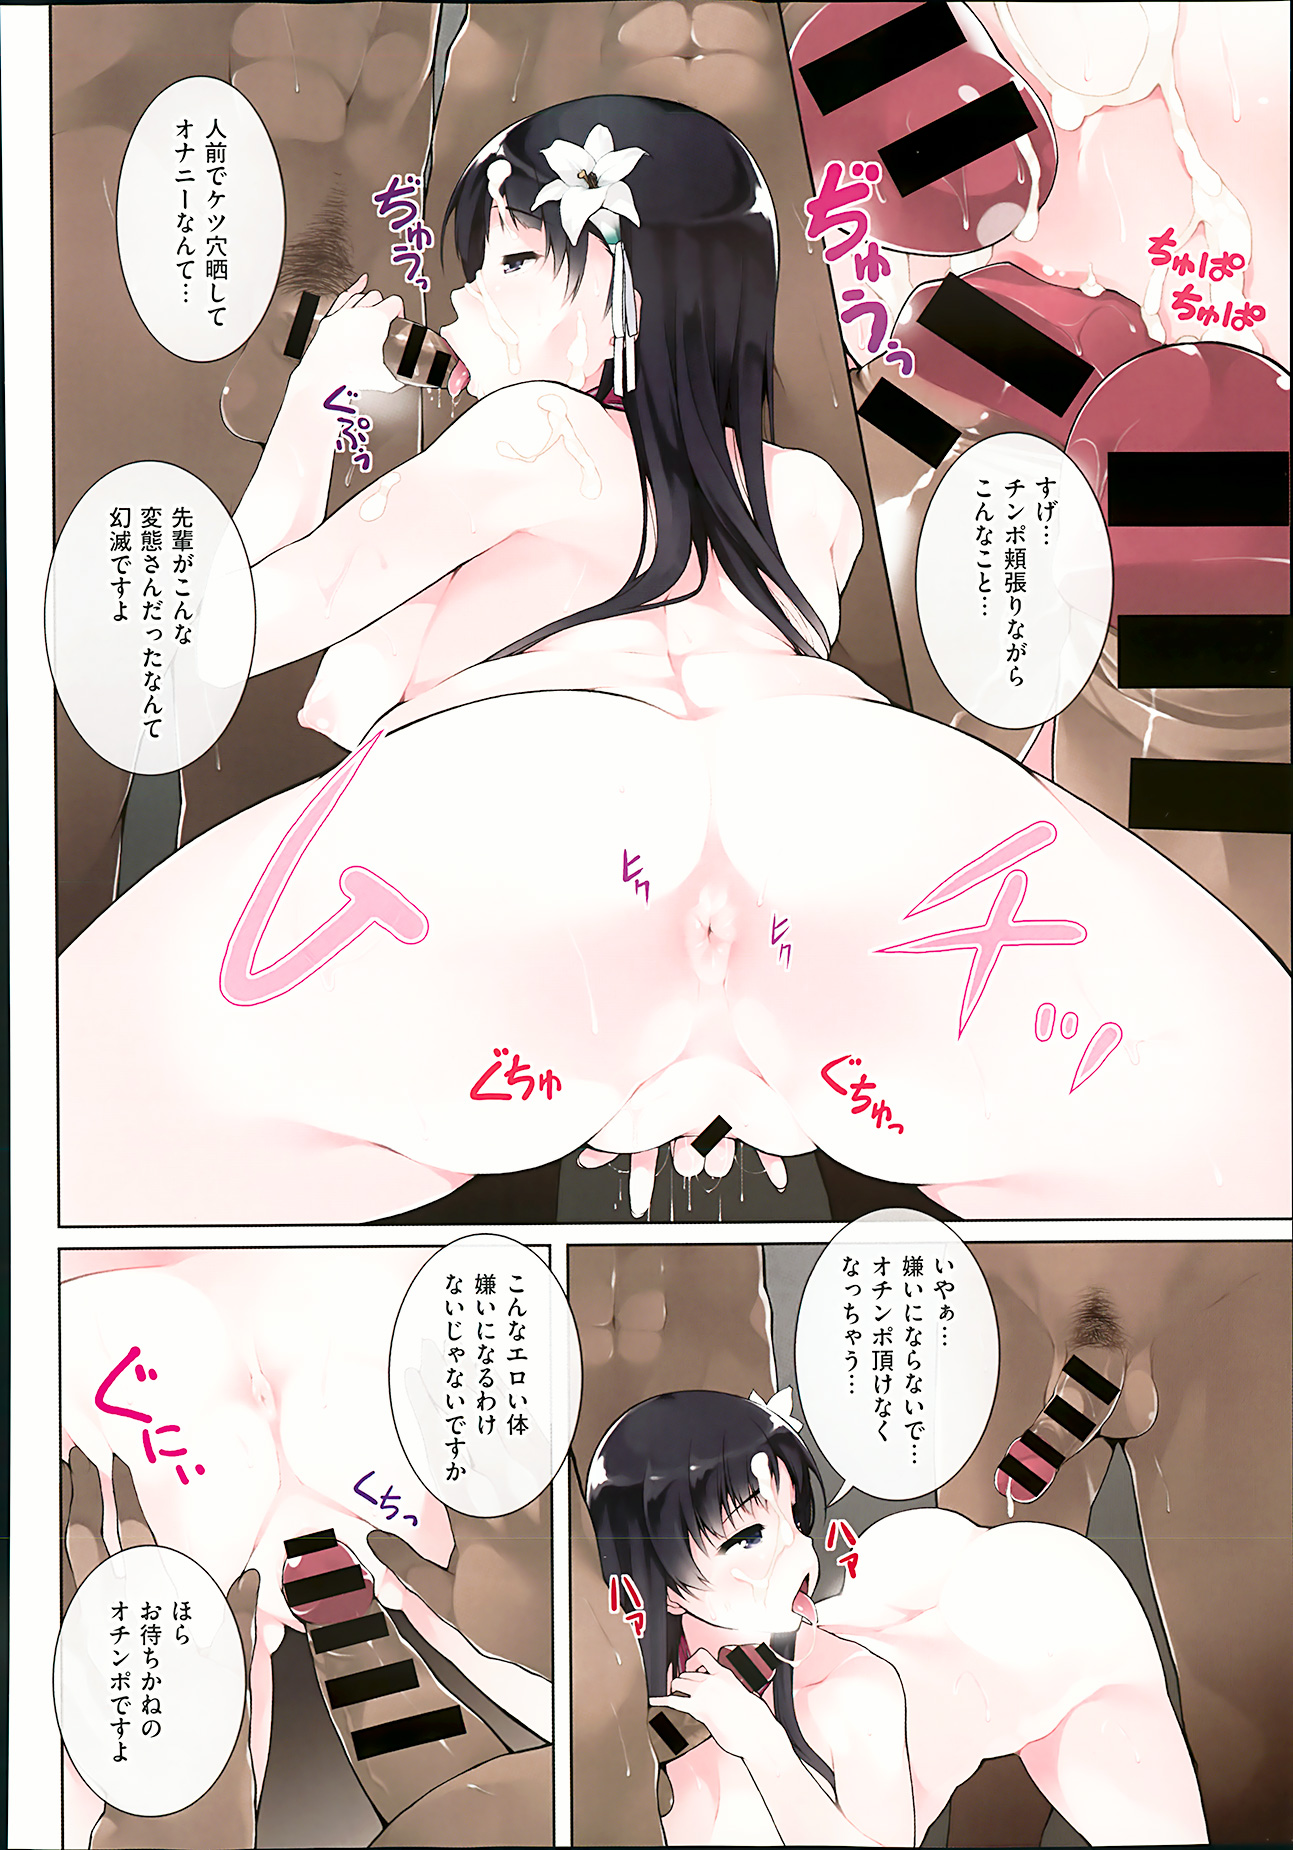 ぢゅうぅ
ちゅぱ
ちゅぱ
すげ…
チンポ頬張りながら
こんなこと…
人前でケツ穴晒して
オナニーなんて…
ぢゅうっ
ぐぷぅ
先輩がこんな
変態さんだったなんて
幻滅ですよ
ムチッ
ヒク
ヒク
ぐちゅ
ぐちゅっ
いやぁ…
嫌いにならないで…
オチンポ頂けなく
なっちゃう…
ハァ
ハァ
こんなエロい体
嫌いになるわけ
ないじゃないですか
ぐにぃ
くちっ
ほら
お待ちかねの
オチンポですよ